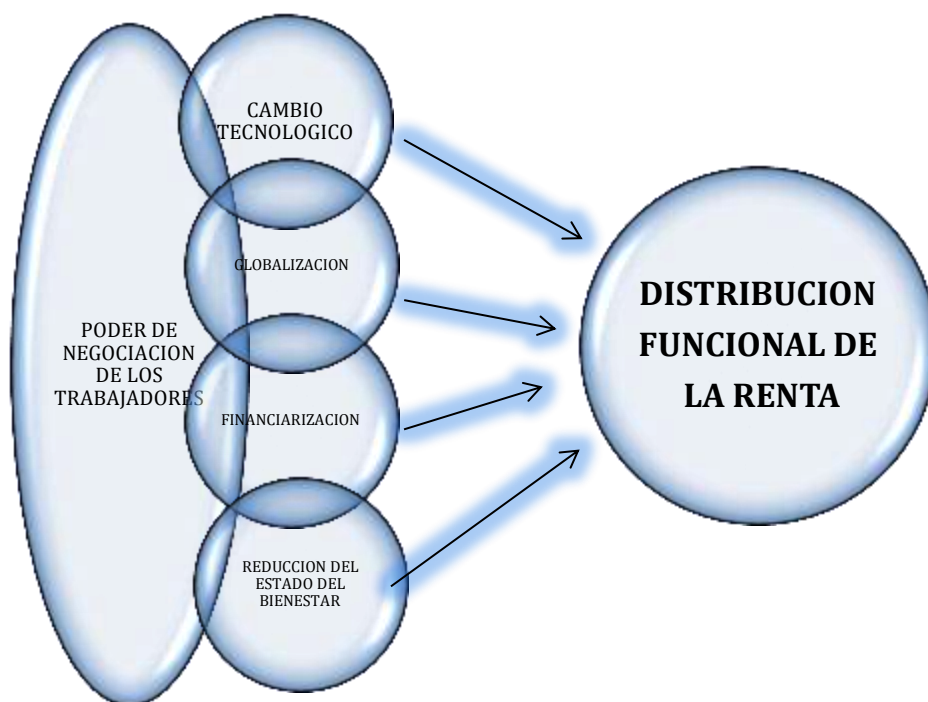 CAMBIO
TECNOLOGICO
GLOBALIZACION
PODER DE
NEGOCIACION
DE LOS
TRABAJADORES
FINANCIARIZACION
REDUCCION DEL
ESTADO DEL
BIENESTAR
DISTRIBUCION
FUNCIONAL DE
LA RENTA